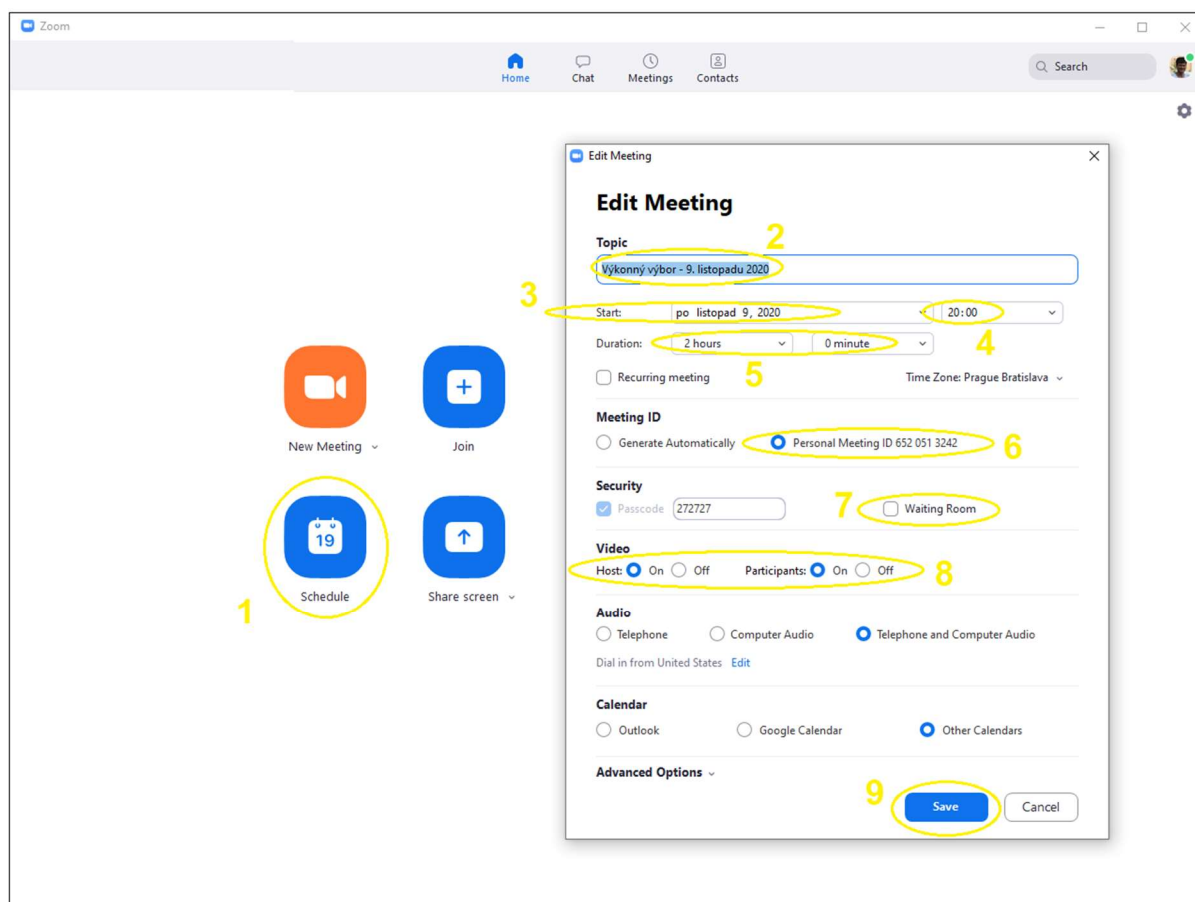 Zoom
Home Chat Meetings Contacts
Search
Edit Meeting
Edit Meeting
2
Topic
Výkonný výbor - 9. listopadu 2020
3
Start: po listopad 9, 2020 20:00
4
Duration: 2 hours 0 minute
5
Recurring meeting Time Zone: Prague Bratislava
New Meeting Join
Meeting ID
Generate Automatically Personal Meeting ID 652 051 3242
6
Security
Passcode 272727 Waiting Room
7
19
Video
Host: On Off Participants: On Off
8
Schedule Share screen
1
Audio
Telephone Computer Audio Telephone and Computer Audio
Dial in from United States Edit
Calendar
Outlook Google Calendar Other Calendars
Advanced Options
9
Save Cancel